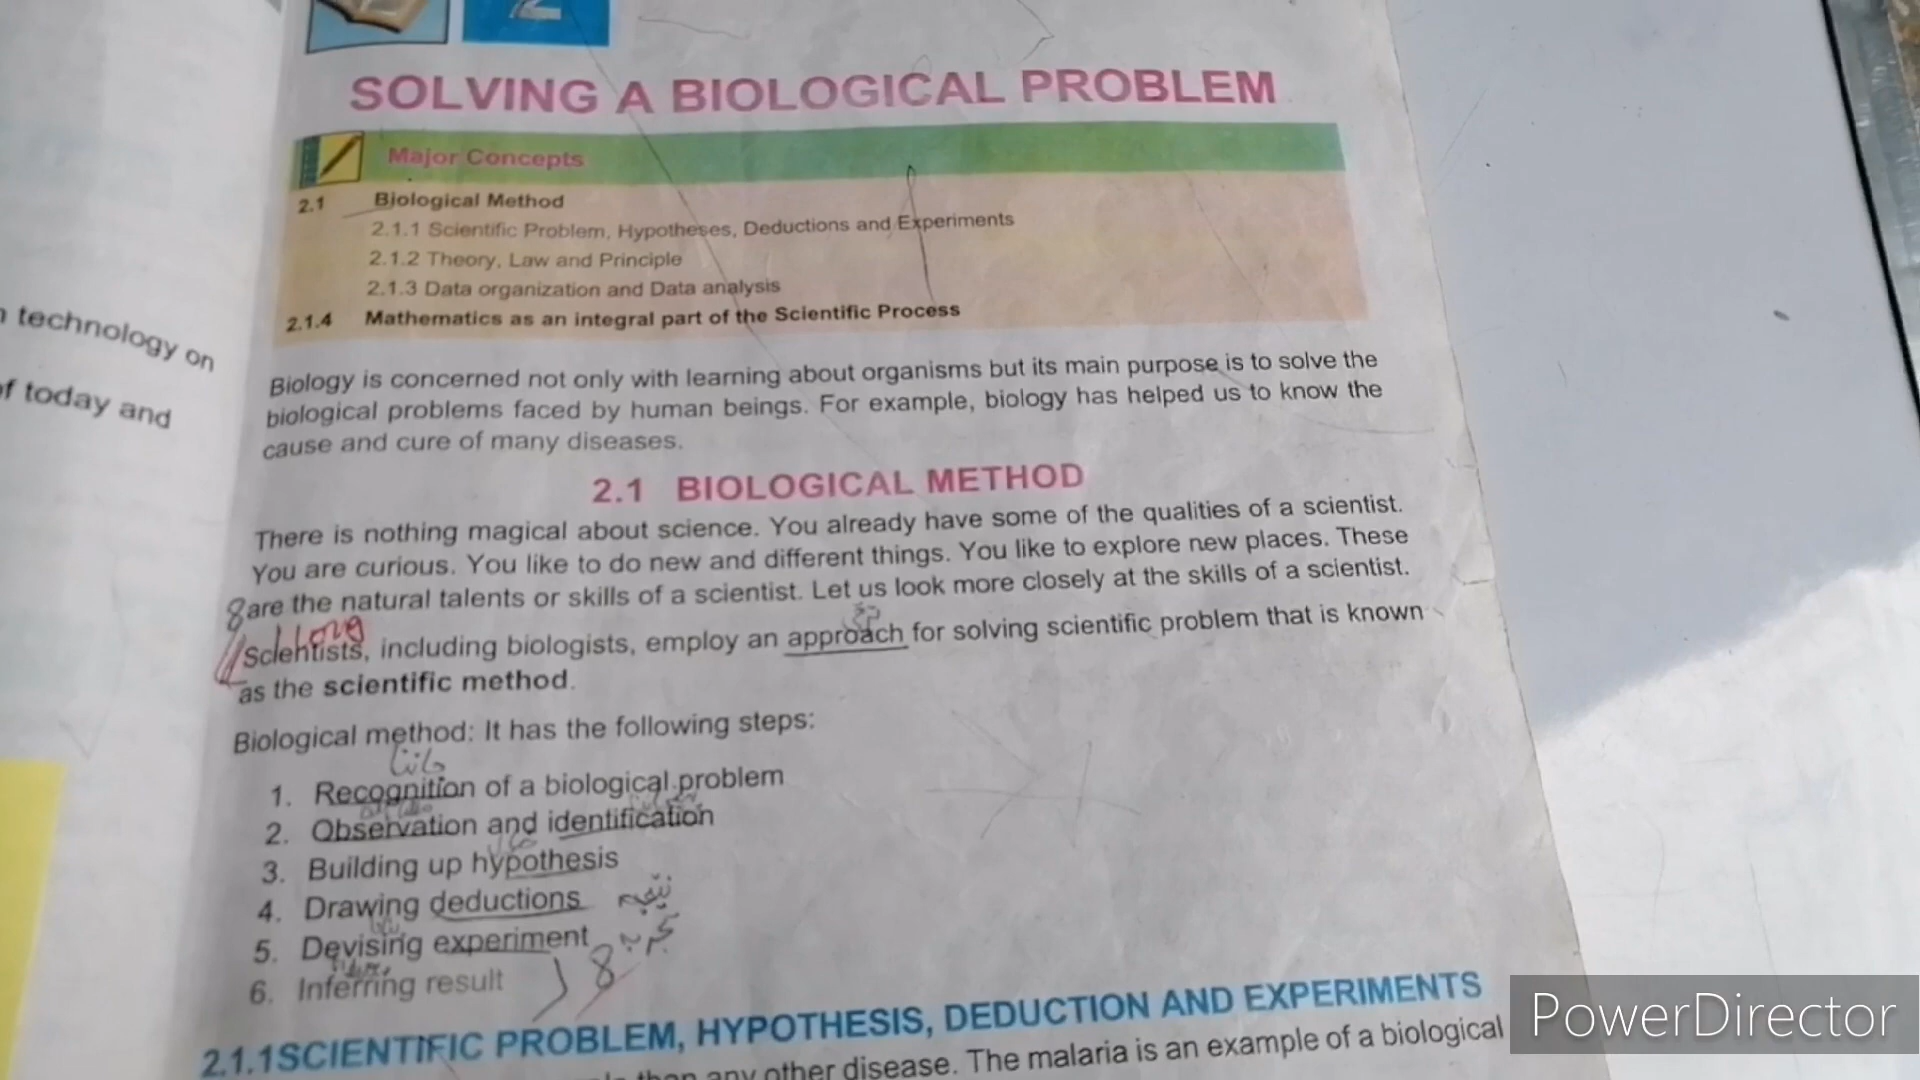 2
SOLVING A BIOLOGICAL PROBLEM
Major Concepts
2.1 Biological Method
2.1.1 Scientific Problem, Hypotheses, Deductions and Experiments
2.1.2 Theory, Law and Principle
2.1.3 Data organization and Data analysis
2.1.4 Mathematics as an integral part of the Scientific Process
technology on
of today and
Biology is concerned not only with learning about organisms but its main purpose is to solve the
biological problems faced by human beings. For example, biology has helped us to know the
cause and cure of many diseases.
2.1 BIOLOGICAL METHOD
There is nothing magical about science. You already have some of the qualities of a scientist.
You are curious. You like to do new and different things. You like to explore new places. These
8 are the natural talents or skills of a scientist. Let us look more closely at the skills of a scientist.
Long
Scientists, including biologists, employ an approach for solving scientific problem that is known
as the scientific method.
Biological method: It has the following steps:
جاننا
1. Recognition of a biological problem
2. Observation and identification
3. Building up hypothesis
4. Drawing deductions نتیجہ
5. Devising experiment تجربہ
6. Inferring result 8
2.1.1SCIENTIFIC PROBLEM, HYPOTHESIS, DEDUCTION AND EXPERIMENTS
than any other disease. The malaria is an example of a biological
PowerDirector